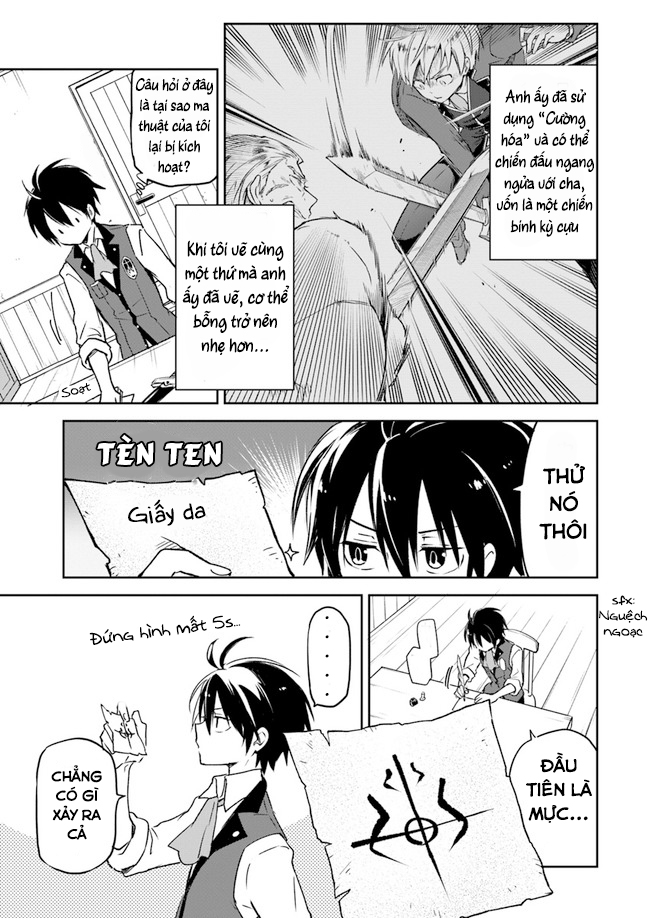 Anh ấy đã sử
dụng “Cường
hóa” và có thể
chiến đấu ngang
ngửa với cha,
vốn là một chiến
binh kỳ cựu
Khi tôi vẽ cùng
một thứ mà anh
ấy đã vẽ, cơ thể
bỗng trở nên
nhẹ hơn...
Câu hỏi ở đây
là tại sao ma
thuật của tôi
lại bị kích
hoạt?
Soạt
THỬ
NÓ
THÔI
TÈN TEN
Giấy da
sfx:
Nguệch
ngoạc
ĐẦU
TIÊN LÀ
MỰC...
......
Đứng hình mất 5s...
CHẲNG
CÓ GÌ
XẢY RA
CẢ